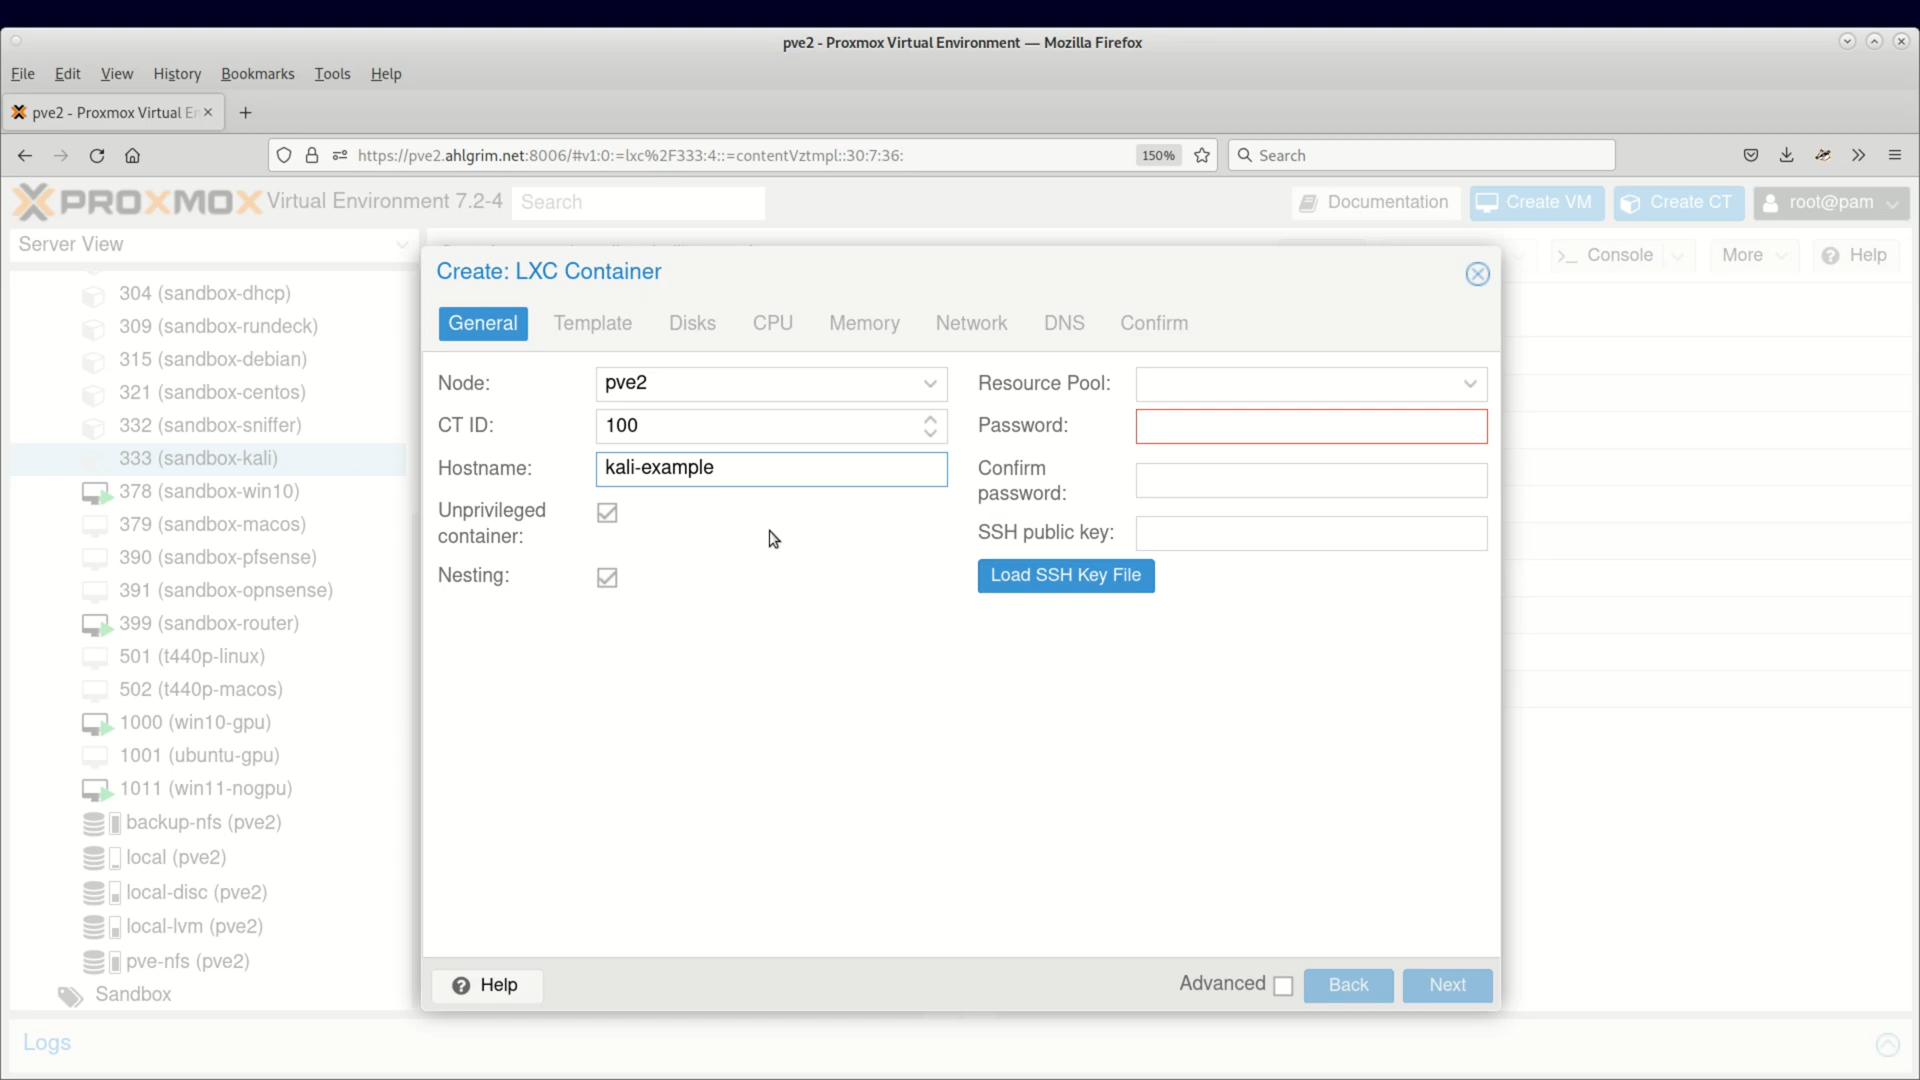 pve2 - Proxmox Virtual Environment — Mozilla Firefox
File Edit View History Bookmarks Tools Help
pve2 - Proxmox Virtual En
https://pve2.ahlgrim.net:8006/#v1:0:=lxc%2F333:4::=contentVztmpl::30:7:36: 150% Search
PROXMOX Virtual Environment 7.2-4 Search Documentation Create VM Create CT root@pam
Server View
>_ Console More Help
304 (sandbox-dhcp)
309 (sandbox-rundeck)
315 (sandbox-debian)
321 (sandbox-centos)
332 (sandbox-sniffer)
333 (sandbox-kali)
378 (sandbox-win10)
379 (sandbox-macos)
390 (sandbox-pfsense)
391 (sandbox-opnsense)
399 (sandbox-router)
501 (t440p-linux)
502 (t440p-macos)
1000 (win10-gpu)
1001 (ubuntu-gpu)
1011 (win11-nogpu)
backup-nfs (pve2)
local (pve2)
local-disc (pve2)
local-lvm (pve2)
pve-nfs (pve2)
Sandbox
Create: LXC Container
General Template Disks CPU Memory Network DNS Confirm
Node: pve2
CT ID: 100
Hostname: kali-example
Unprivileged
container:
Nesting:
Resource Pool:
Password:
Confirm
password:
SSH public key:
Load SSH Key File
Help Advanced Back Next
Logs